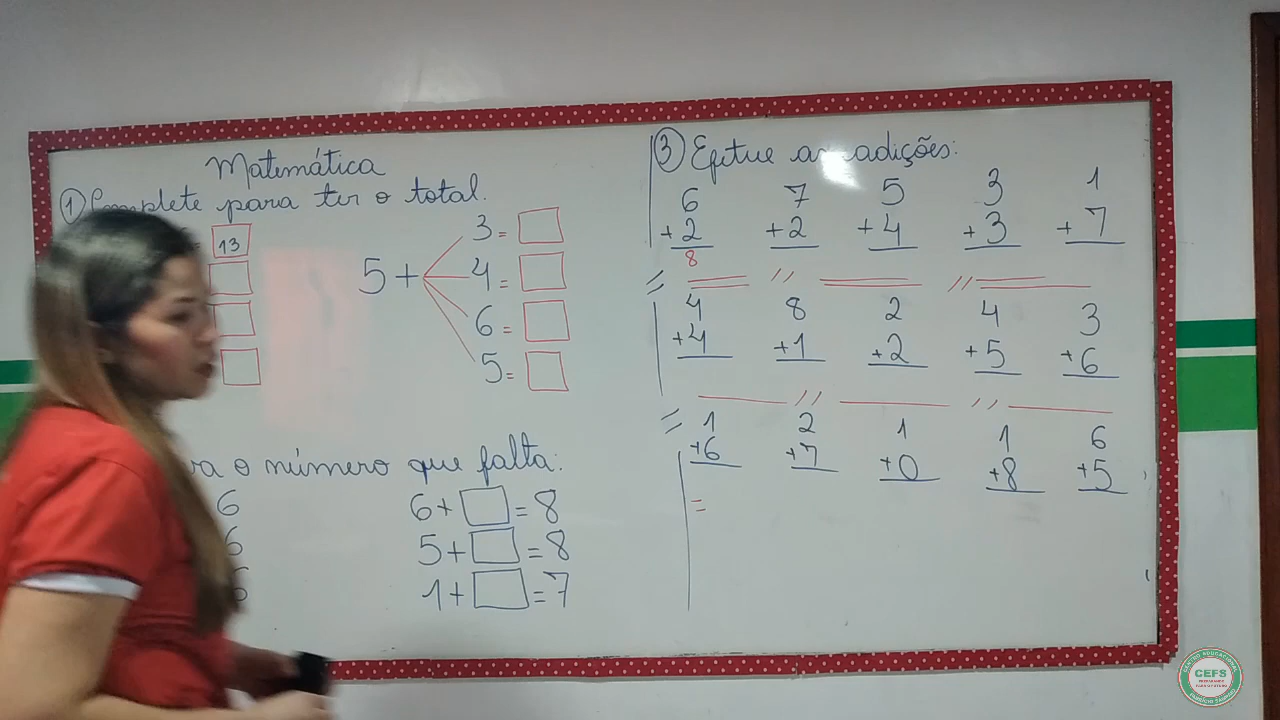 Matemática
① Complete para ter o total.
13
5 +
3 =
4 =
6 =
5 =
o número que falta:
6
6
6
6 + = 8
5 + = 8
1 + = 7
③ Efetue as adições:
6 7 5 3 1
+2 +2 +4 +3 +7
8
4 8 2 4 3
+4 +1 +2 +5 +6
1 2 1 1 6
+6 +7 +0 +8 +5
=
CENTRO EDUCACIONAL
CEFS